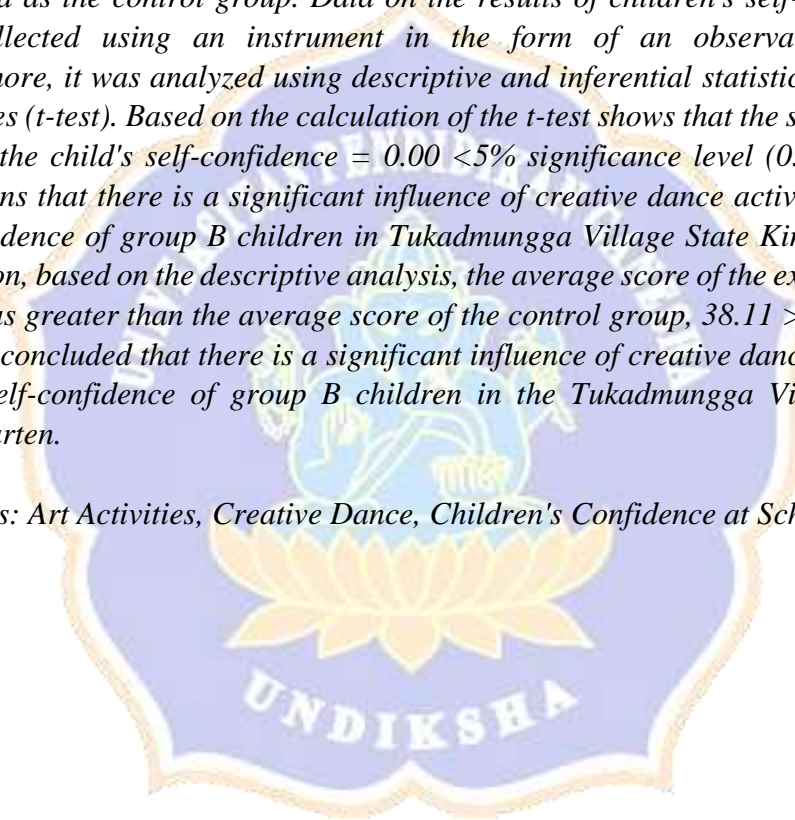 d as the control group. Data on the results of children's self-
llected using an instrument in the form of an observa
nore, it was analyzed using descriptive and inferential statistic
es (t-test). Based on the calculation of the t-test shows that the s
the child's self-confidence = 0.00 <5% significance level (0.
ns that there is a significant influence of creative dance activ
dence of group B children in Tukadmungga Village State Kin
on, based on the descriptive analysis, the average score of the ex
as greater than the average score of the control group, 38.11 >
concluded that there is a significant influence of creative danc
elf-confidence of group B children in the Tukadmungga Vi
arten.
s: Art Activities, Creative Dance, Children's Confidence at Sch
UNDIKSHA